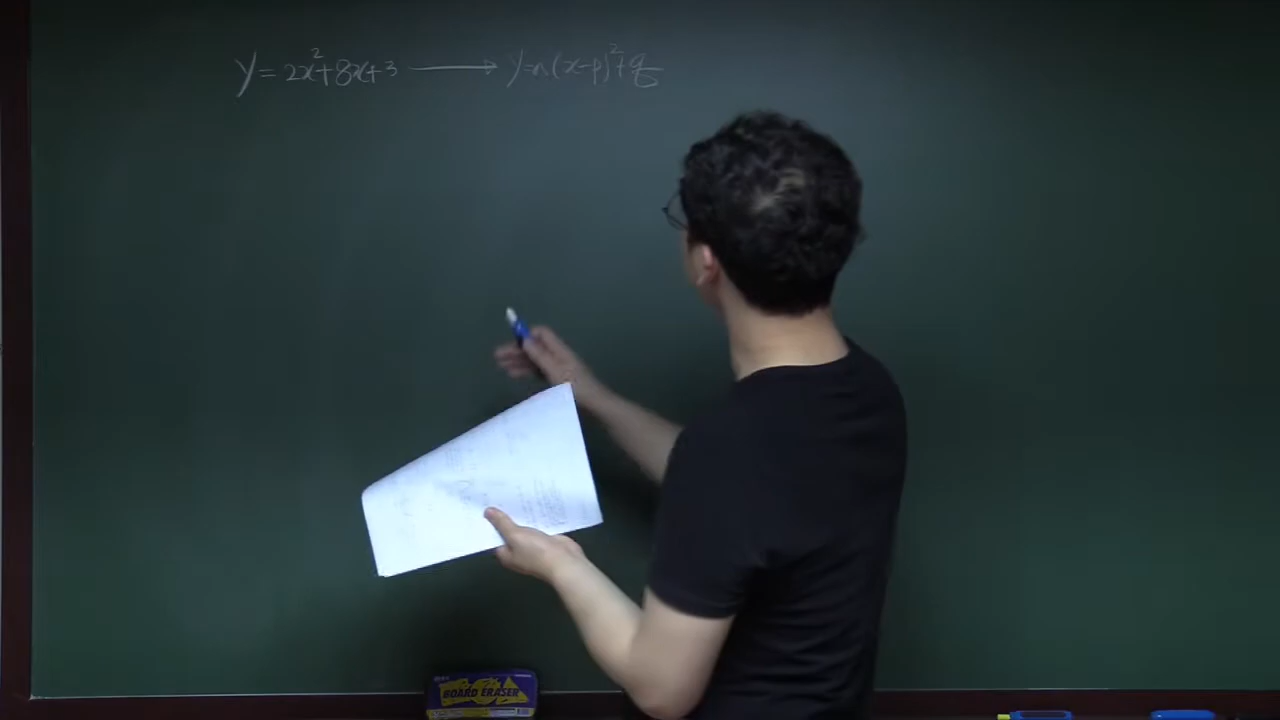 y=2x²+8x+3 ⟶ y=a(x-p)²+q
BOARD ERASER